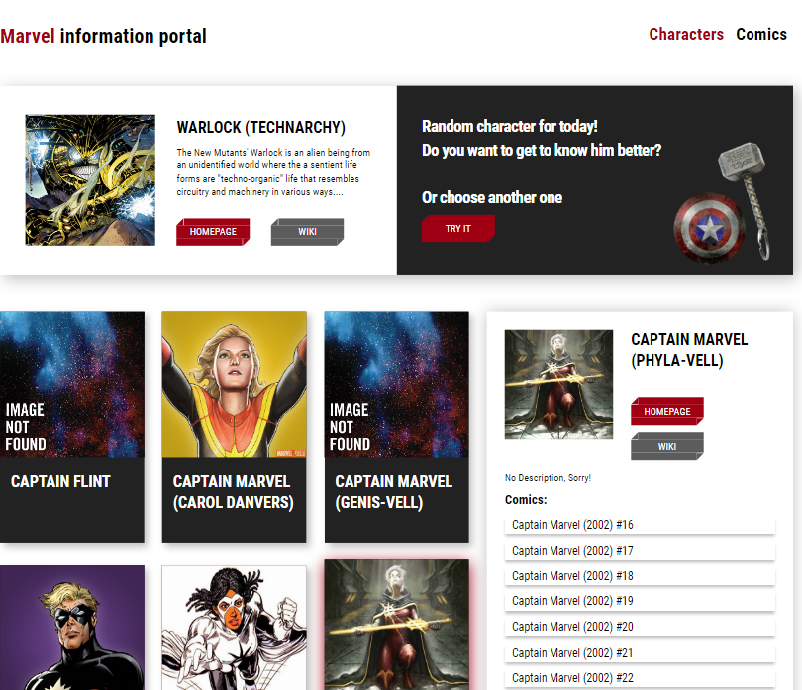 Marvel information portal
Characters Comics
WARLOCK (TECHNARCHY)
The New Mutants' Warlock is an alien being from
an unidentified world where the a sentient life
forms are "techno-organic" life that resembles
circuitry and machinery in various ways....
HOMEPAGE
WIKI
Random character for today!
Do you want to get to know him better?
Or choose another one
TRY IT
IMAGE
NOT
FOUND
CAPTAIN FLINT
CAPTAIN MARVEL
(CAROL DANVERS)
IMAGE
NOT
FOUND
CAPTAIN MARVEL
(GENIS-VELL)
CAPTAIN MARVEL
(PHYLA-VELL)
HOMEPAGE
WIKI
No Description, Sorry!
Comics:
Captain Marvel (2002) #16
Captain Marvel (2002) #17
Captain Marvel (2002) #18
Captain Marvel (2002) #19
Captain Marvel (2002) #20
Captain Marvel (2002) #21
Captain Marvel (2002) #22